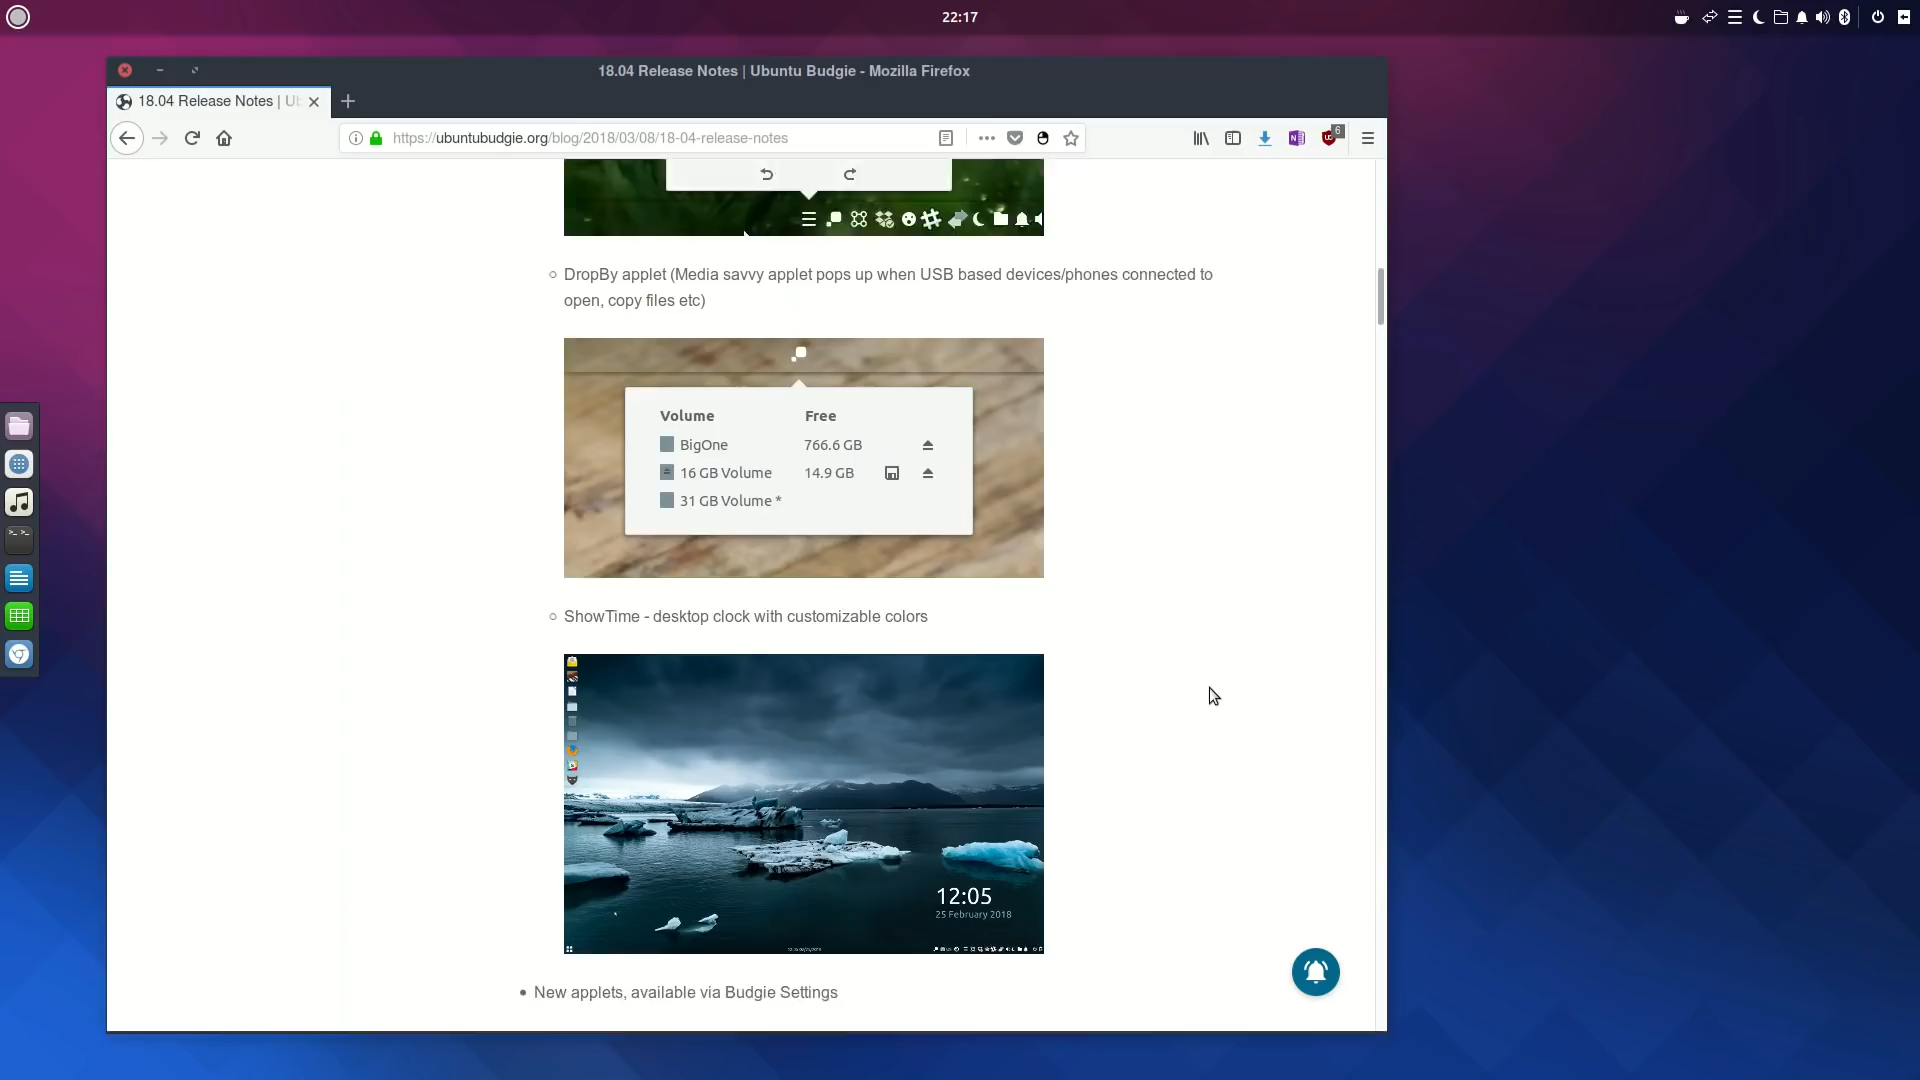 22:17
18.04 Release Notes | Ubuntu Budgie - Mozilla Firefox
18.04 Release Notes | Ub
https://ubuntubudgie.org/blog/2018/03/08/18-04-release-notes
6
DropBy applet (Media savvy applet pops up when USB based devices/phones connected to
open, copy files etc)
Volume Free
BigOne 766.6 GB
16 GB Volume 14.9 GB
31 GB Volume *
ShowTime - desktop clock with customizable colors
12:05
25 February 2018
New applets, available via Budgie Settings